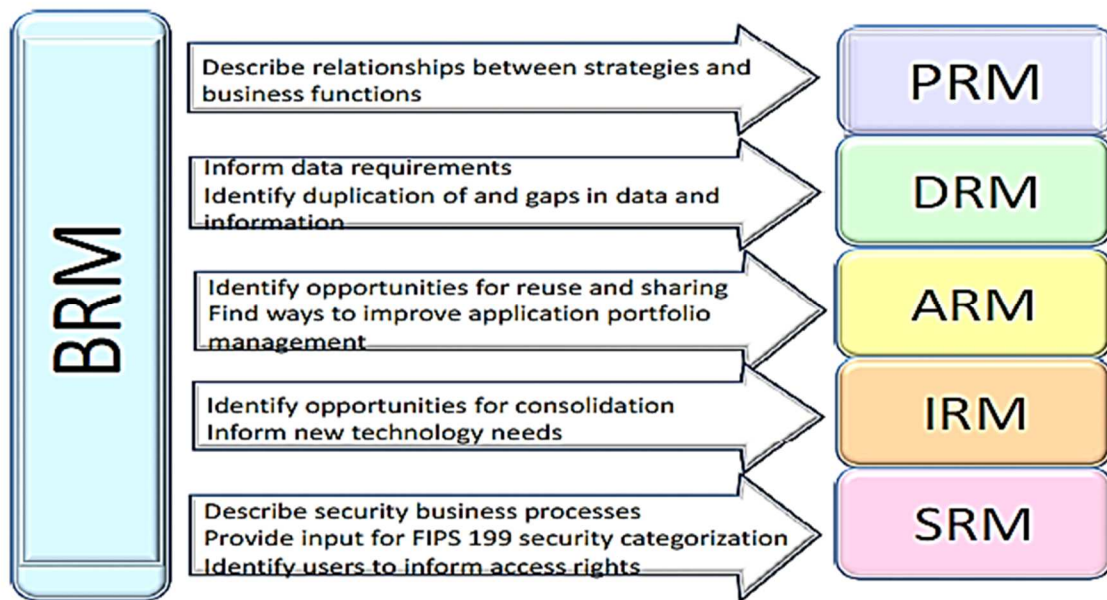 BRM
Describe relationships between strategies and
business functions
PRM
Inform data requirements
Identify duplication of and gaps in data and
information
DRM
Identify opportunities for reuse and sharing
Find ways to improve application portfolio
management
ARM
Identify opportunities for consolidation
Inform new technology needs
IRM
Describe security business processes
Provide input for FIPS 199 security categorization
Identify users to inform access rights
SRM